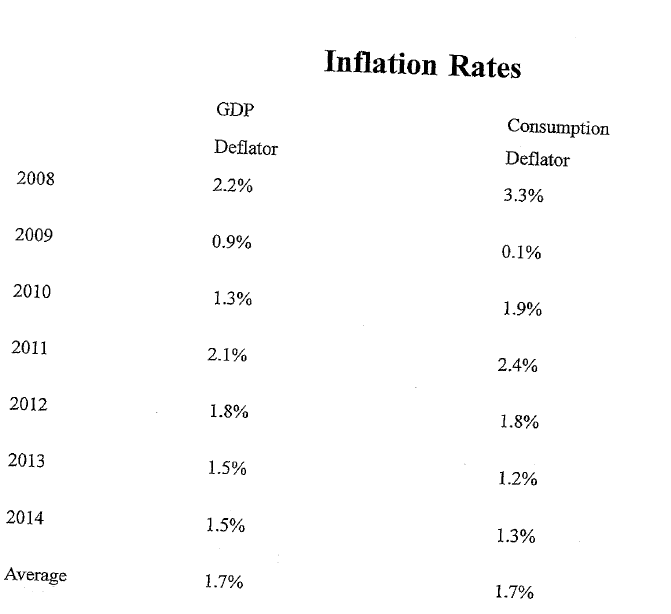 Inflation Rates
GDP Consumption
Deflator Deflator
2008 2.2% 3.3%
2009 0.9% 0.1%
2010 1.3% 1.9%
2011 2.1% 2.4%
2012 1.8% 1.8%
2013 1.5% 1.2%
2014 1.5% 1.3%
Average 1.7% 1.7%